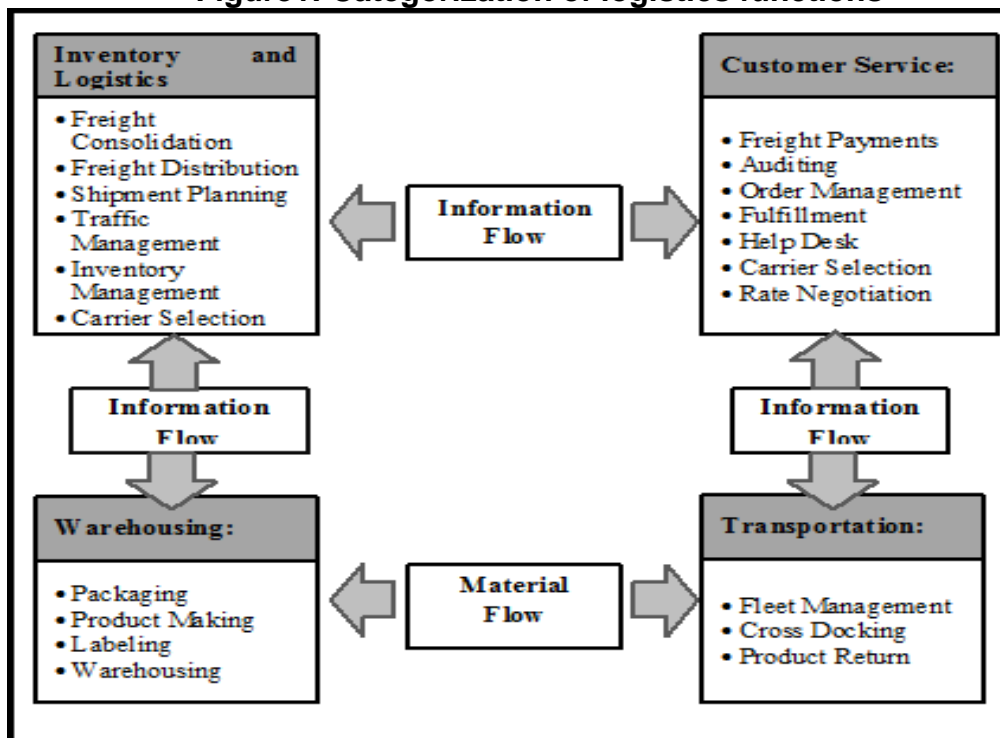 Figure1: Categorization of logistics functions
Inventory and
Logistics
• Freight
Consolidation
• Freight Distribution
• Shipment Planning
• Traffic
Management
• Inventory
Management
• Carrier Selection
Information
Flow
Customer Service:
• Freight Payments
• Auditing
• Order Management
• Fulfillment
• Help Desk
• Carrier Selection
• Rate Negotiation
Information
Flow
Information
Flow
Warehousing:
• Packaging
• Product Making
• Labeling
• Warehousing
Material
Flow
Transportation:
• Fleet Management
• Cross Docking
• Product Return